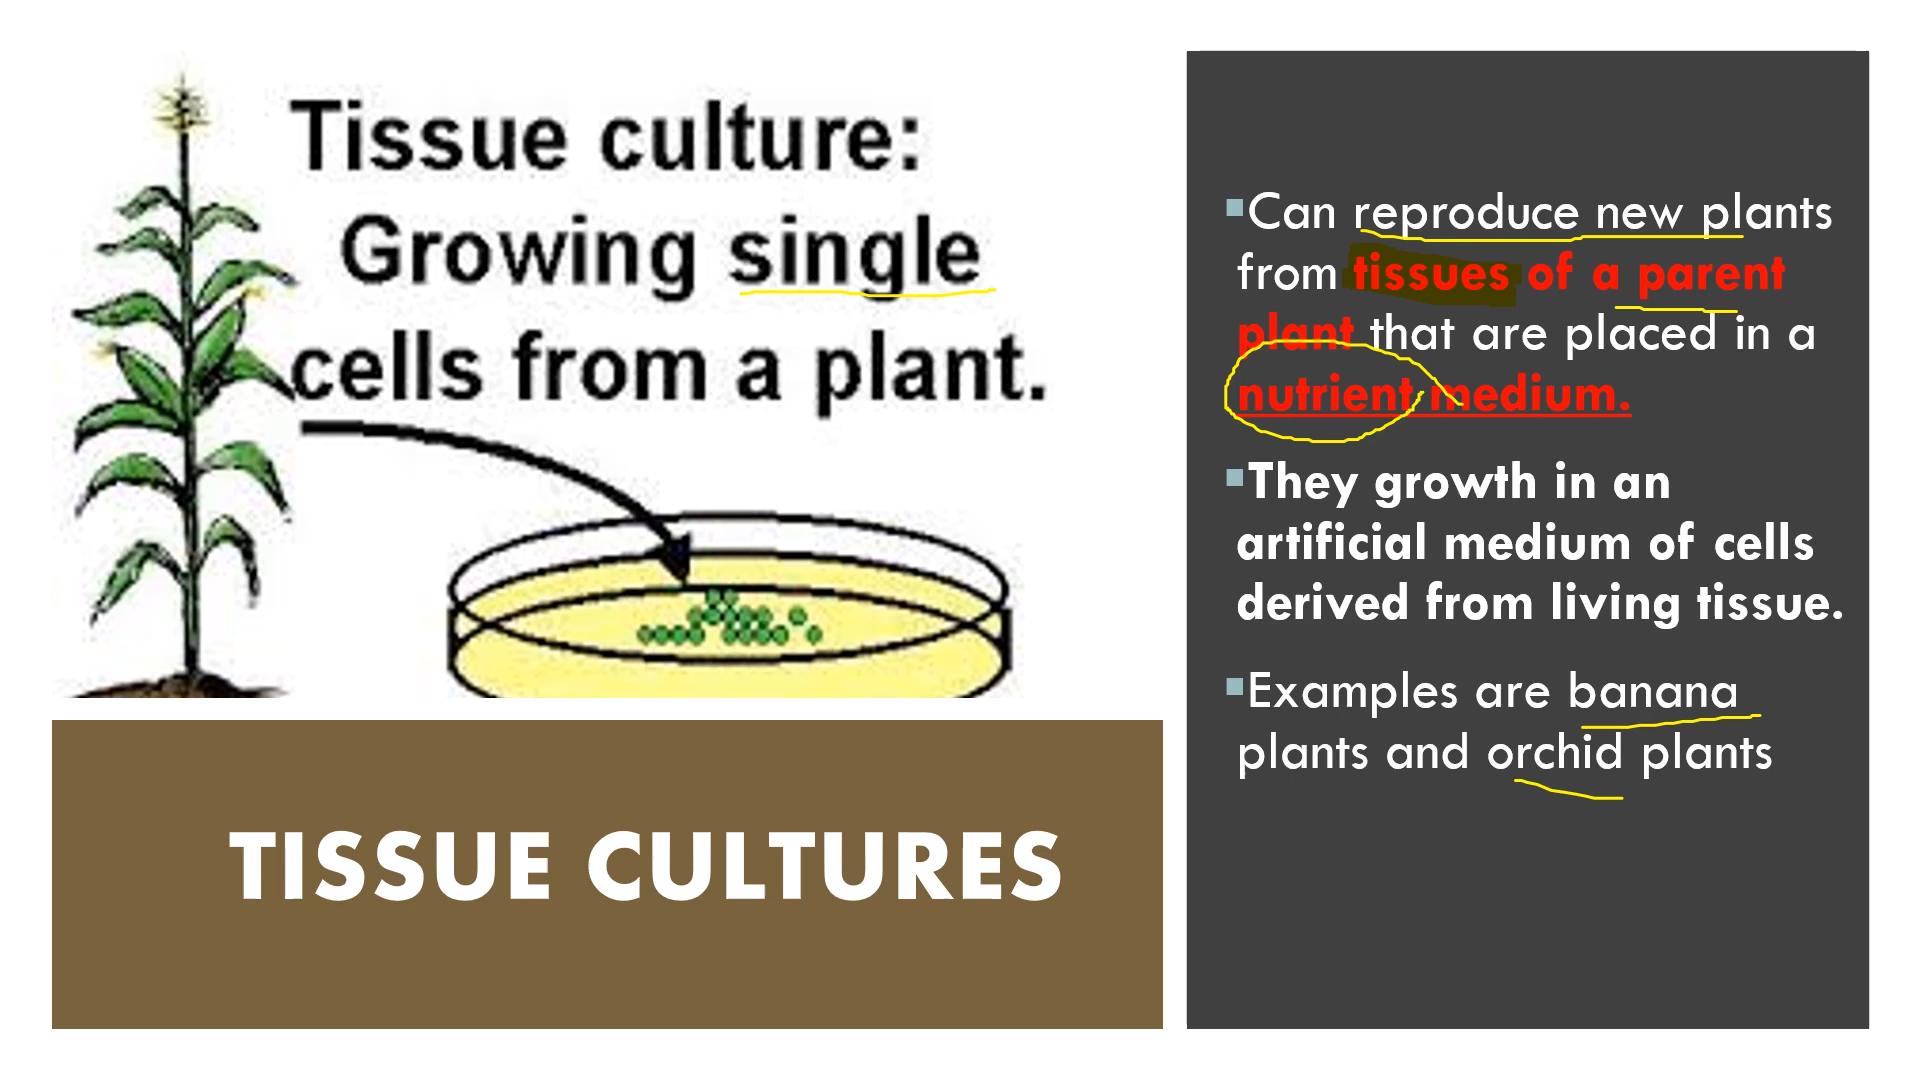 Tissue culture:
Growing single
cells from a plant.
TISSUE CULTURES
▪Can reproduce new plants
from tissues of a parent
plant that are placed in a
nutrient medium.
▪They growth in an
artificial medium of cells
derived from living tissue.
▪Examples are banana
plants and orchid plants